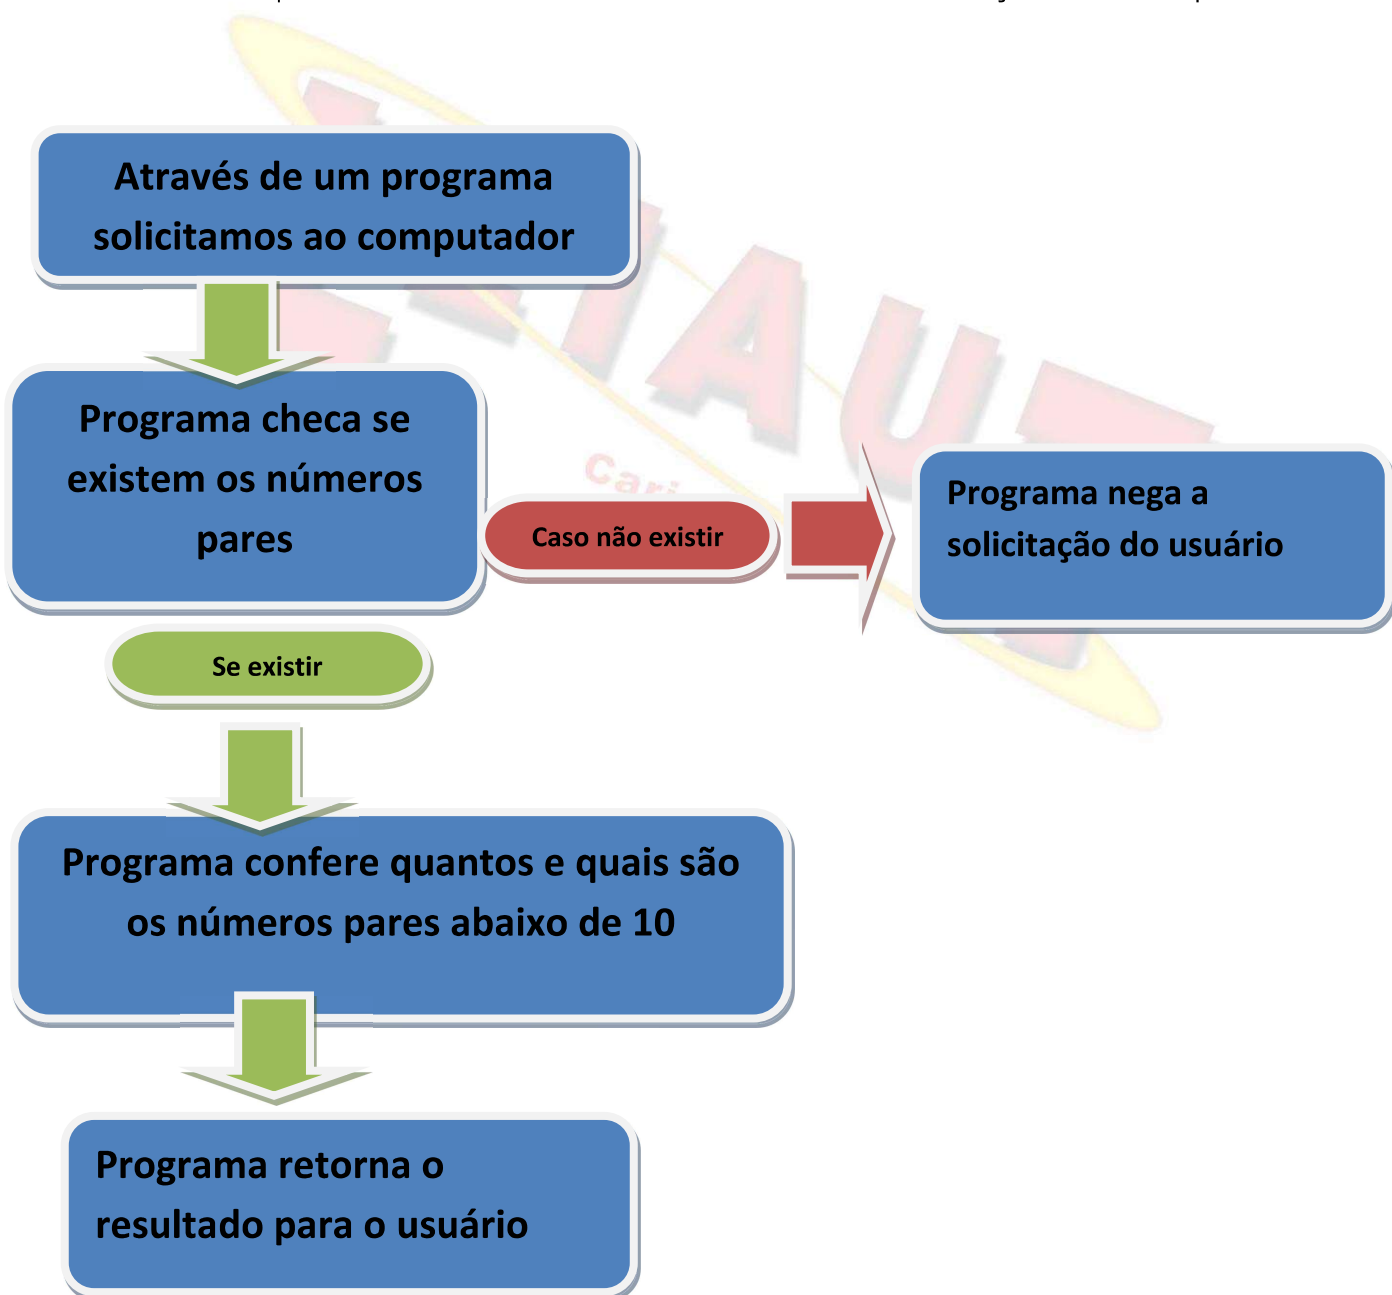 Através de um programa
solicitamos ao computador
Programa checa se
existem os números
pares
Caso não existir
Programa nega a
solicitação do usuário
Se existir
Programa confere quantos e quais são
os números pares abaixo de 10
Programa retorna o
resultado para o usuário